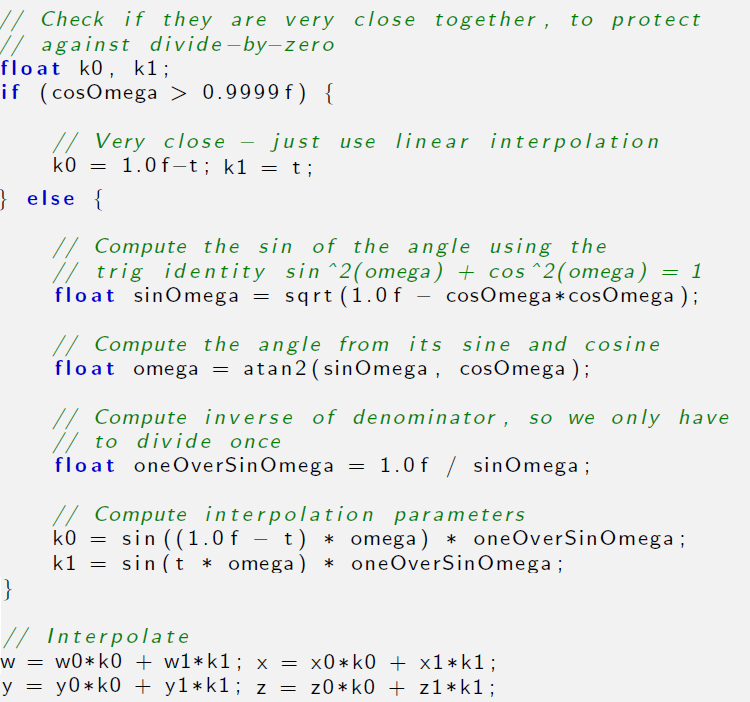 // Check if they are very close together, to protect
// against divide-by-zero
float k0, k1;
if (cosOmega > 0.9999f) {
// Very close - just use linear interpolation
k0 = 1.0f-t; k1 = t;
} else {
// Compute the sin of the angle using the
// trig identity sin^2(omega) + cos^2(omega) = 1
float sinOmega = sqrt(1.0f - cosOmega*cosOmega);
// Compute the angle from its sine and cosine
float omega = atan2(sinOmega, cosOmega);
// Compute inverse of denominator, so we only have
// to divide once
float oneOverSinOmega = 1.0f / sinOmega;
// Compute interpolation parameters
k0 = sin((1.0f - t) * omega) * oneOverSinOmega;
k1 = sin(t * omega) * oneOverSinOmega;
}
// Interpolate
w = w0*k0 + w1*k1; x = x0*k0 + x1*k1;
y = y0*k0 + y1*k1; z = z0*k0 + z1*k1;